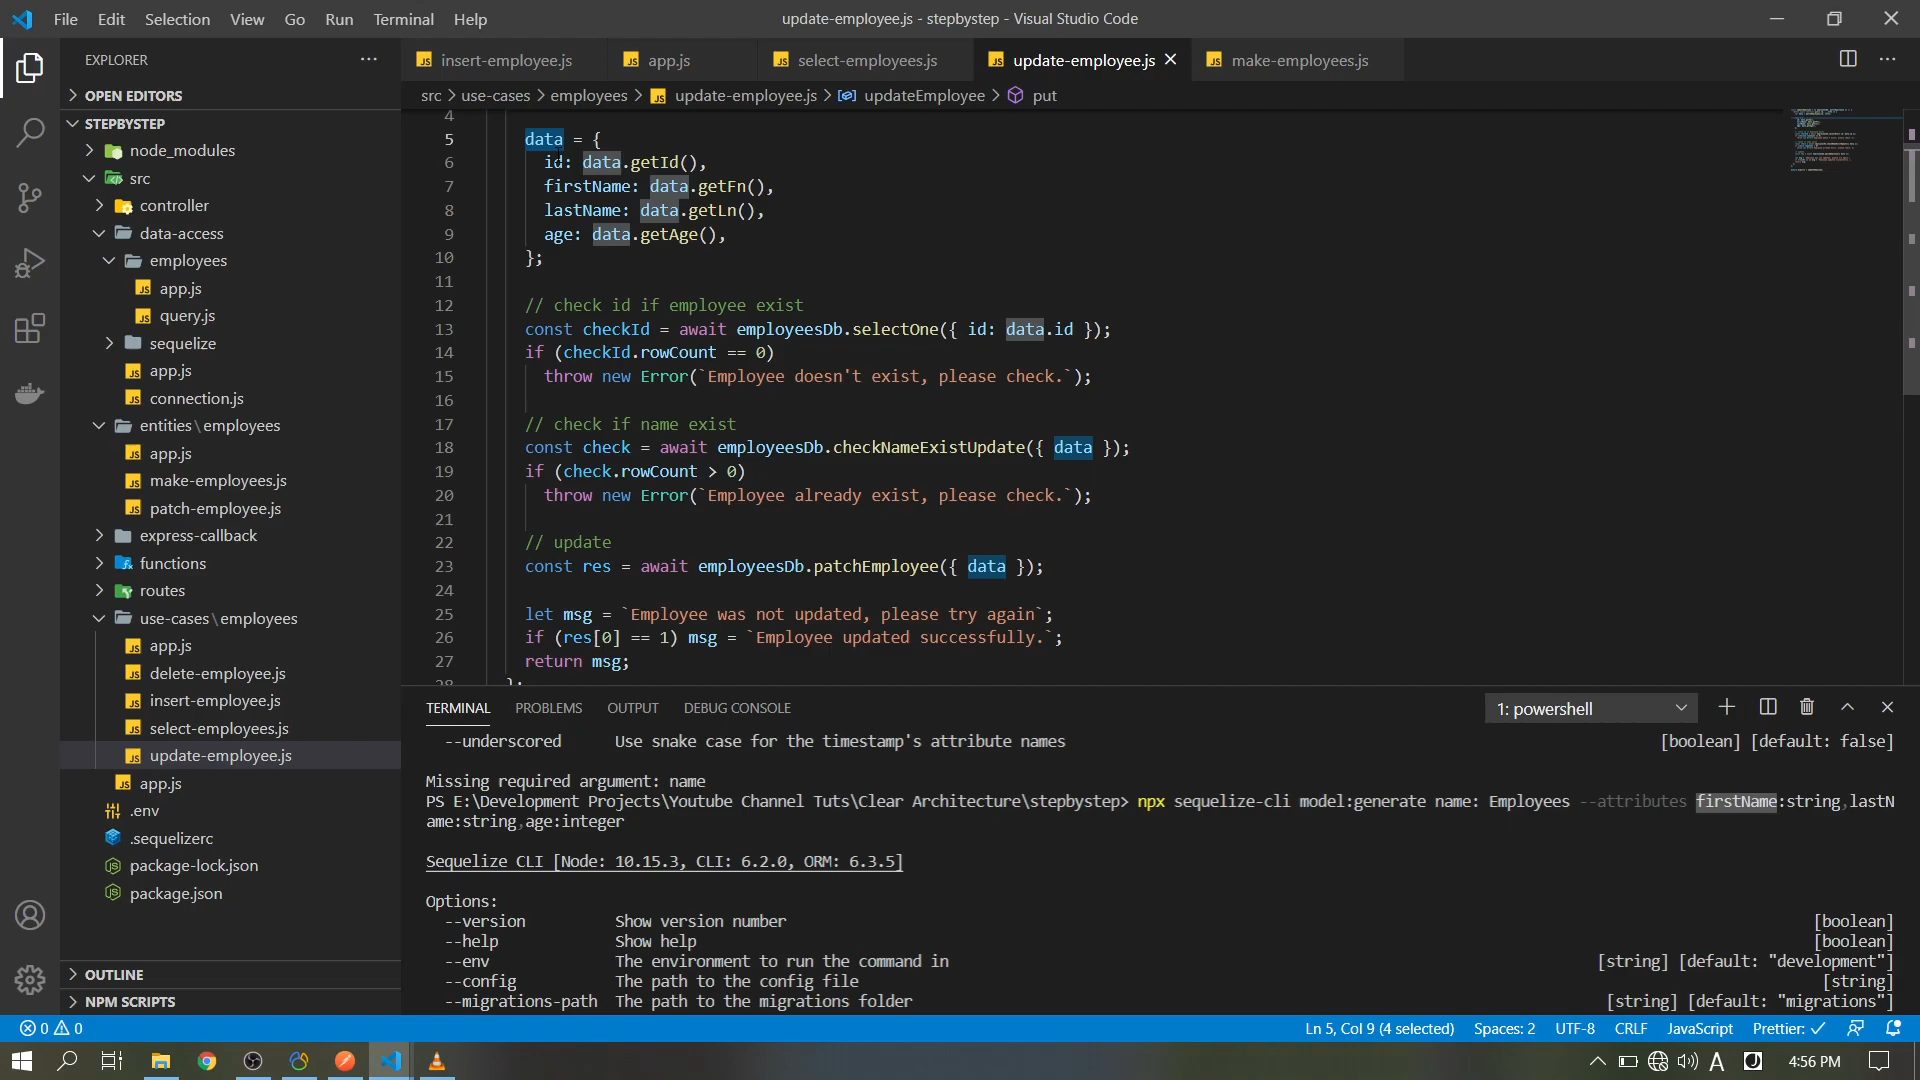 File Edit Selection View Go Run Terminal Help
update-employee.js - stepbystep - Visual Studio Code
EXPLORER
OPEN EDITORS
STEPBYSTEP
node_modules
src
controller
data-access
employees
app.js
query.js
sequelize
app.js
connection.js
entities\employees
app.js
make-employees.js
patch-employee.js
express-callback
functions
routes
use-cases\employees
app.js
delete-employee.js
insert-employee.js
select-employees.js
update-employee.js
app.js
.env
.sequelizerc
package-lock.json
package.json
OUTLINE
NPM SCRIPTS
insert-employee.js app.js select-employees.js update-employee.js make-employees.js
src > use-cases > employees > update-employee.js > updateEmployee > put
4
5 data = {
6 id: data.getId(),
7 firstName: data.getFn(),
8 lastName: data.getLn(),
9 age: data.getAge(),
10 };
11
12 // check id if employee exist
13 const checkId = await employeesDb.selectOne({ id: data.id });
14 if (checkId.rowCount == 0)
15 throw new Error(`Employee doesn't exist, please check.`);
16
17 // check if name exist
18 const check = await employeesDb.checkNameExistUpdate({ data });
19 if (check.rowCount > 0)
20 throw new Error(`Employee already exist, please check.`);
21
22 // update
23 const res = await employeesDb.patchEmployee({ data });
24
25 let msg = `Employee was not updated, please try again`;
26 if (res[0] == 1) msg = `Employee updated successfully.`;
27 return msg;
28 };
TERMINAL PROBLEMS OUTPUT DEBUG CONSOLE
1: powershell
--underscored Use snake case for the timestamp's attribute names [boolean] [default: false]
Missing required argument: name
PS E:\Development Projects\Youtube Channel Tuts\Clear Architecture\stepbystep> npx sequelize-cli model:generate name: Employees --attributes firstName:string,lastN
ame:string,age:integer
Sequelize CLI [Node: 10.15.3, CLI: 6.2.0, ORM: 6.3.5]
Options:
--version Show version number [boolean]
--help Show help [boolean]
--env The environment to run the command in [string] [default: "development"]
--config The path to the config file [string]
--migrations-path The path to the migrations folder [string] [default: "migrations"]
0 0
Ln 5, Col 9 (4 selected) Spaces: 2 UTF-8 CRLF JavaScript Prettier: ✓
4:56 PM